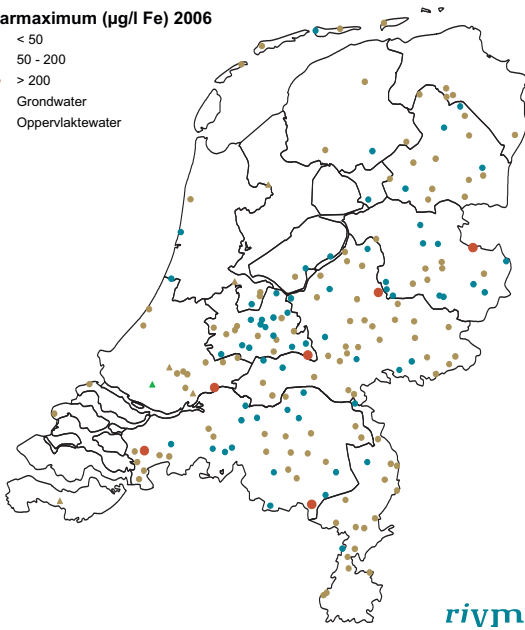 armaximum (µg/l Fe) 2006
< 50
50 - 200
> 200
Grondwater
Oppervlaktewater
rivm